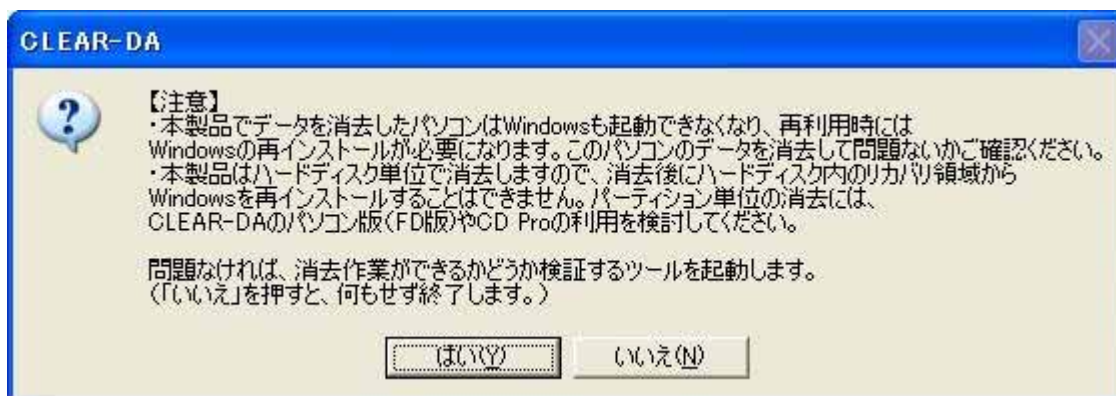 CLEAR-DA
【注意】
・本製品でデータを消去したパソコンはWindowsも起動できなくなり、再利用時には
Windowsの再インストールが必要になります。このパソコンのデータを消去して問題ないかご確認ください。
・本製品はハードディスク単位で消去しますので、消去後にハードディスク内のリカバリ領域から
Windowsを再インストールすることはできません。パーティション単位の消去には、
CLEAR-DAのパソコン版(FD版)やCD Proの利用を検討してください。
問題なければ、消去作業ができるかどうか検証するツールを起動します。
(「いいえ」を押すと、何もせず終了します。)
はい(Y)
いいえ(N)